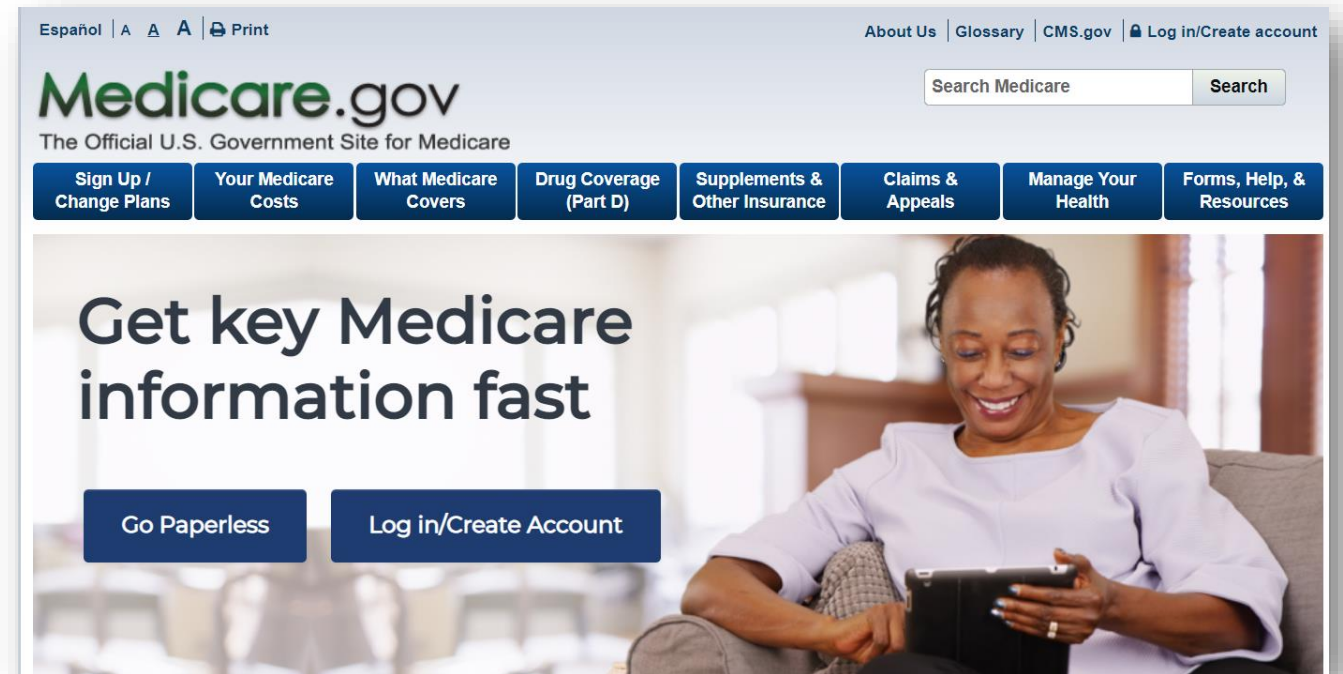 Español | A A A | Print
About Us | Glossary | CMS.gov | Log in/Create account
Medicare.gov
The Official U.S. Government Site for Medicare
Search Medicare
Search
Sign Up /
Change Plans
Your Medicare
Costs
What Medicare
Covers
Drug Coverage
(Part D)
Supplements &
Other Insurance
Claims &
Appeals
Manage Your
Health
Forms, Help, &
Resources
Get key Medicare
information fast
Go Paperless
Log in/Create Account